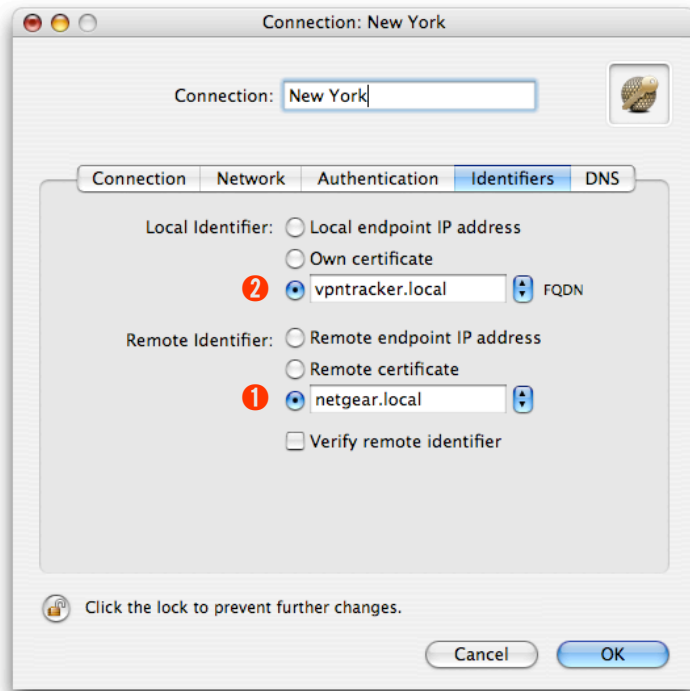 Connection: New York
Connection: New York
Connection Network Authentication Identifiers DNS
Local Identifier: Local endpoint IP address
Own certificate
2 vpntracker.local FQDN
Remote Identifier: Remote endpoint IP address
Remote certificate
1 netgear.local
Verify remote identifier
Click the lock to prevent further changes.
Cancel OK